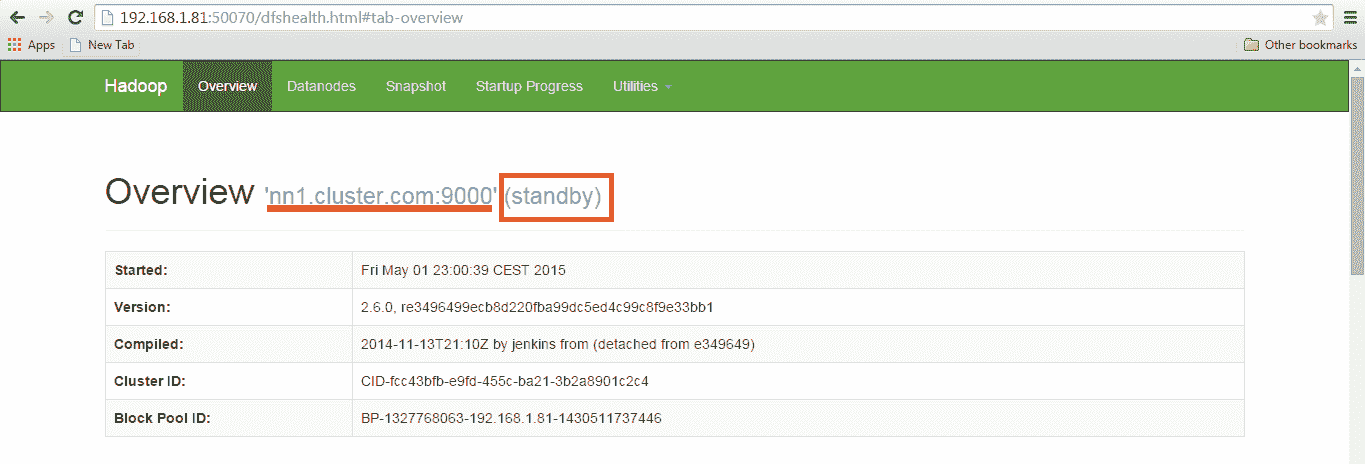 192.168.1.81:50070/dfshealth.html#tab-overview
Apps New Tab Other bookmarks
Hadoop Overview Datanodes Snapshot Startup Progress Utilities
Overview 'nn1.cluster.com:9000' (standby)
Started: Fri May 01 23:00:39 CEST 2015
Version: 2.6.0, re3496499ecb8d220fba99dc5ed4c99c8f9e33bb1
Compiled: 2014-11-13T21:10Z by jenkins from (detached from e349649)
Cluster ID: CID-fcc43bfb-e9fd-455c-ba21-3b2a8901c2c4
Block Pool ID: BP-1327768063-192.168.1.81-1430511737446